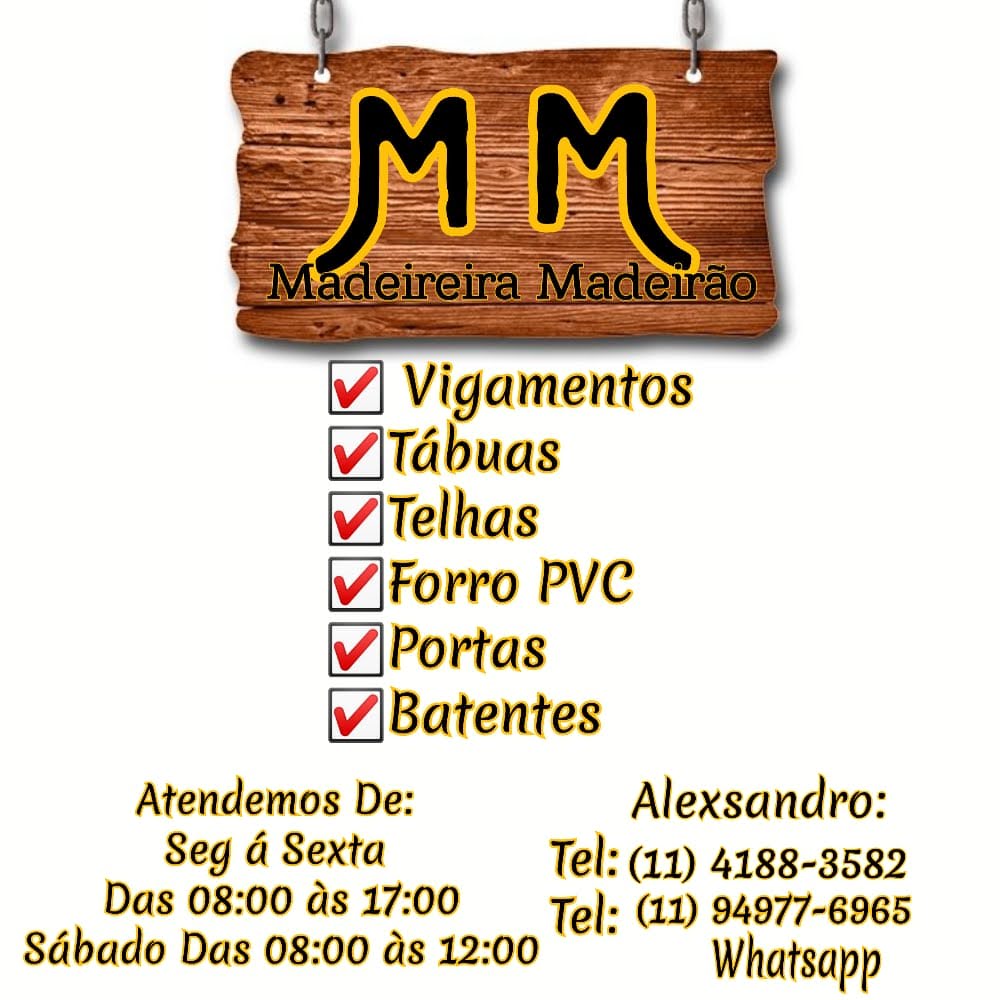 M M
Madeireira Madeirão
Vigamentos
Tábuas
Telhas
Forro PVC
Portas
Batentes
Atendemos De:
Seg á Sexta
Das 08:00 às 17:00
Sábado Das 08:00 às 12:00
Alexsandro:
Tel: (11) 4188-3582
Tel: (11) 94977-6965
Whatsapp